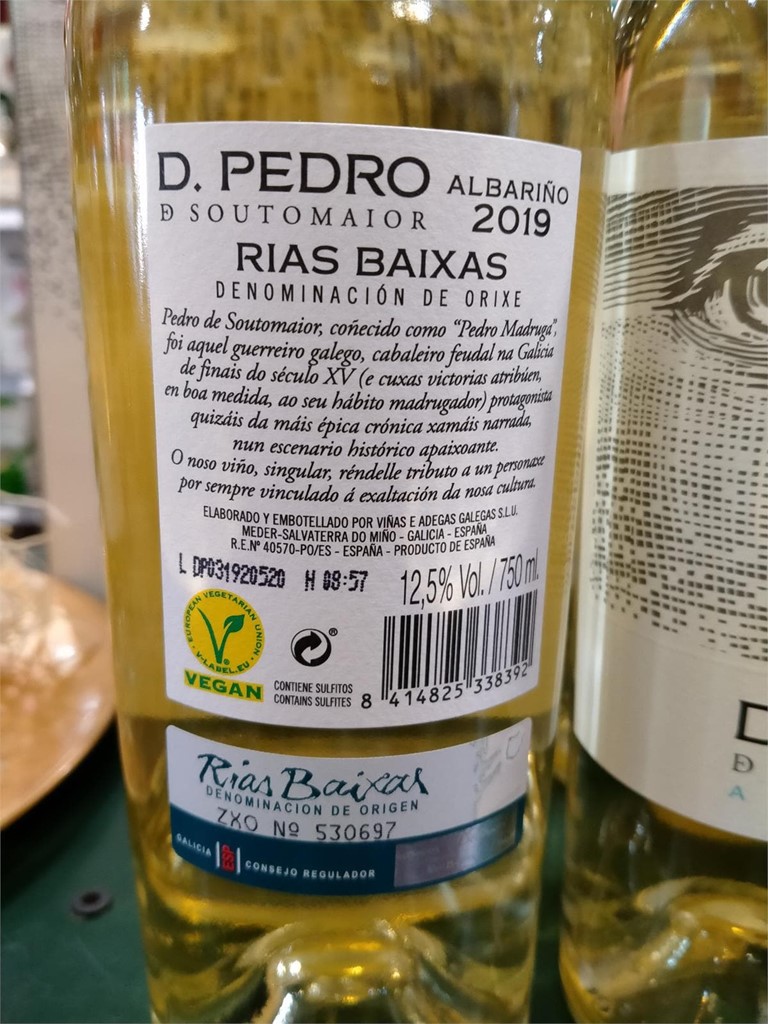 D. PEDRO
Đ SOUTOMAIOR
ALBARIÑO
2019
RIAS BAIXAS
DENOMINACIÓN DE ORIXE
Pedro de Soutomaior, coñecido como “Pedro Madruga”,
foi aquel guerreiro galego, cabaleiro feudal na Galicia
de finais do século XV (e cuxas victorias atribúen,
en boa medida, ao seu hábito madrugador) protagonista
quizáis da máis épica crónica xamáis narrada,
nun escenario histórico apaixoante.
O noso viño, singular, réndelle tributo a un personaxe
por sempre vinculado á exaltación da nosa cultura.
ELABORADO Y EMBOTELLADO POR VIÑAS E ADEGAS GALEGAS S.L.U.
MEDER-SALVATERRA DO MIÑO - GALICIA - ESPAÑA
R.E.Nº 40570-PO/ES - ESPAÑA - PRODUCTO DE ESPAÑA
L DP031920520 H 08:57
12,5% Vol. / 750 ml.
EUROPEAN VEGETARIAN UNION
V-LABEL.EU
VEGAN
®
CONTIENE SULFITOS
CONTAINS SULFITES
8 414825 338392
Rias Baixas
DENOMINACION DE ORIGEN
ZXO Nº 530697
GALICIA ESP CONSEJO REGULADOR
D
Đ
A